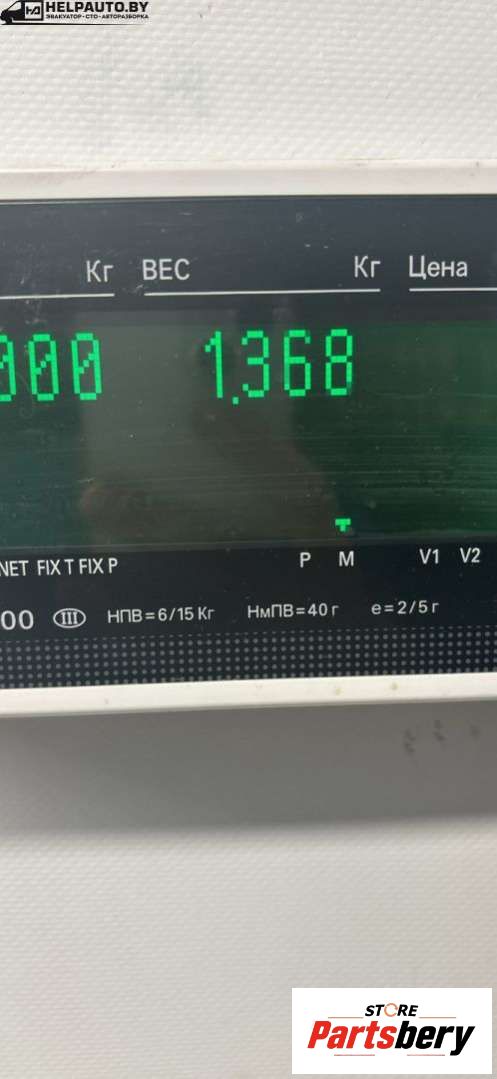 HELPAUTO.BY
ЭВАКУАТОР·СТО·АВТОРАЗБОРКА
Кг ВЕС Кг Цена
000 1.368
NET FIX T FIX P P M V1 V2
00 III НПВ=6/15 Кг НмПВ=40 г e=2/5 г
STORE
Partsbery